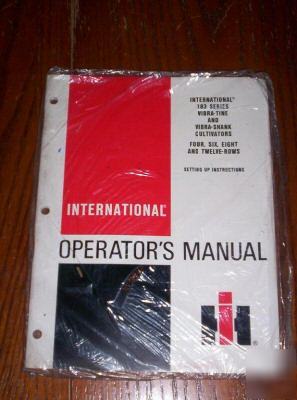 INTERNATIONAL®
183 SERIES
VIBRA-TINE
AND
VIBRA-SHANK
CULTIVATORS
FOUR, SIX, EIGHT
AND TWELVE-ROWS
SETTING UP INSTRUCTIONS
INTERNATIONAL®
OPERATOR'S MANUAL
IH®